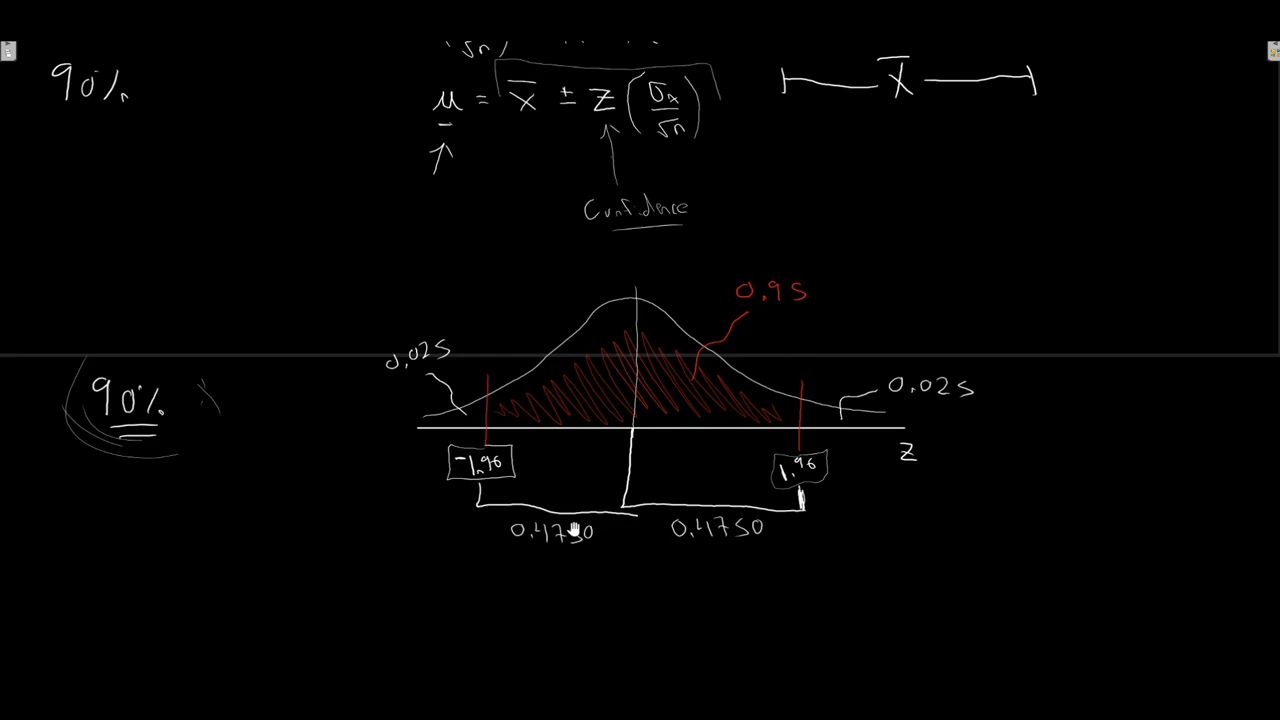 90%
μ = x̄ ± z (σx/√n)
x̄
Confidence
0.95
0.025
90%
0.025
-1.96
1.96
z
0.4750
0.4750